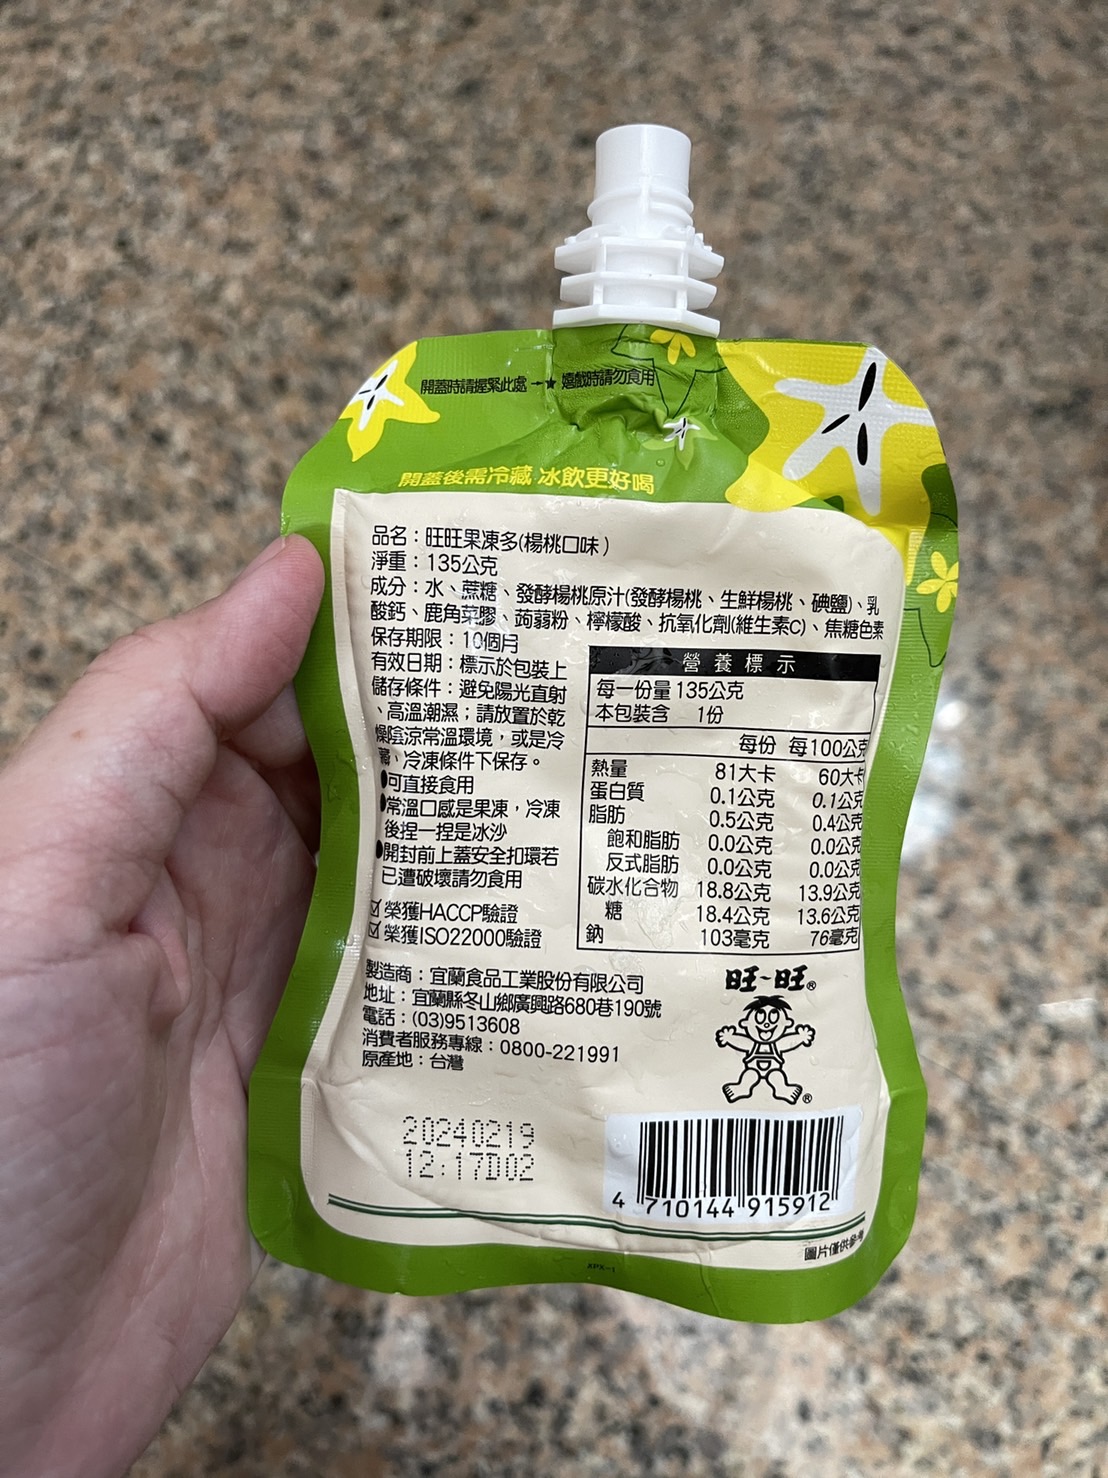 開蓋時請握緊此處→★ 嬉戲時請勿食用
開蓋後需冷藏 冰飲更好喝
品名：旺旺果凍多(楊桃口味)
淨重：135公克
成分：水、蔗糖、發酵楊桃原汁(發酵楊桃、生鮮楊桃、碘鹽)、乳
酸鈣、鹿角菜膠、蒟蒻粉、檸檬酸、抗氧化劑(維生素C)、焦糖色素
保存期限：10個月
有效日期：標示於包裝上
儲存條件：避免陽光直射
、高溫潮濕；請放置於乾
燥陰涼常溫環境，或是冷
藏、冷凍條件下保存。
●可直接食用
●常溫口感是果凍，冷凍
後捏一捏是冰沙
●開封前上蓋安全扣環若
已遭破壞請勿食用
☑榮獲HACCP驗證
☑榮獲ISO22000驗證
營養標示
每一份量 135公克
本包裝含 1份
每份 每100公克
熱量 81大卡 60大卡
蛋白質 0.1公克 0.1公克
脂肪 0.5公克 0.4公克
飽和脂肪 0.0公克 0.0公克
反式脂肪 0.0公克 0.0公克
碳水化合物 18.8公克 13.9公克
糖 18.4公克 13.6公克
鈉 103毫克 76毫克
製造商：宜蘭食品工業股份有限公司
地址：宜蘭縣冬山鄉廣興路680巷190號
電話：(03)9513608
消費者服務專線：0800-221991
原產地：台灣
旺-旺®
®
20240219
12:17D02
4 710144 915912
圖片僅供參考